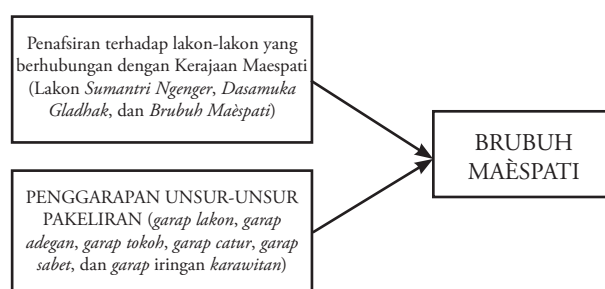 Penafsiran terhadap lakon-lakon yang
berhubungan dengan Kerajaan Maespati
(Lakon Sumantri Ngenger, Dasamuka
Gladhak, dan Brubuh Maèspati)
PENGGARAPAN UNSUR-UNSUR
PAKELIRAN (garap lakon, garap
adegan, garap tokoh, garap catur, garap
sabet, dan garap iringan karawitan)
BRUBUH
MAÈSPATI